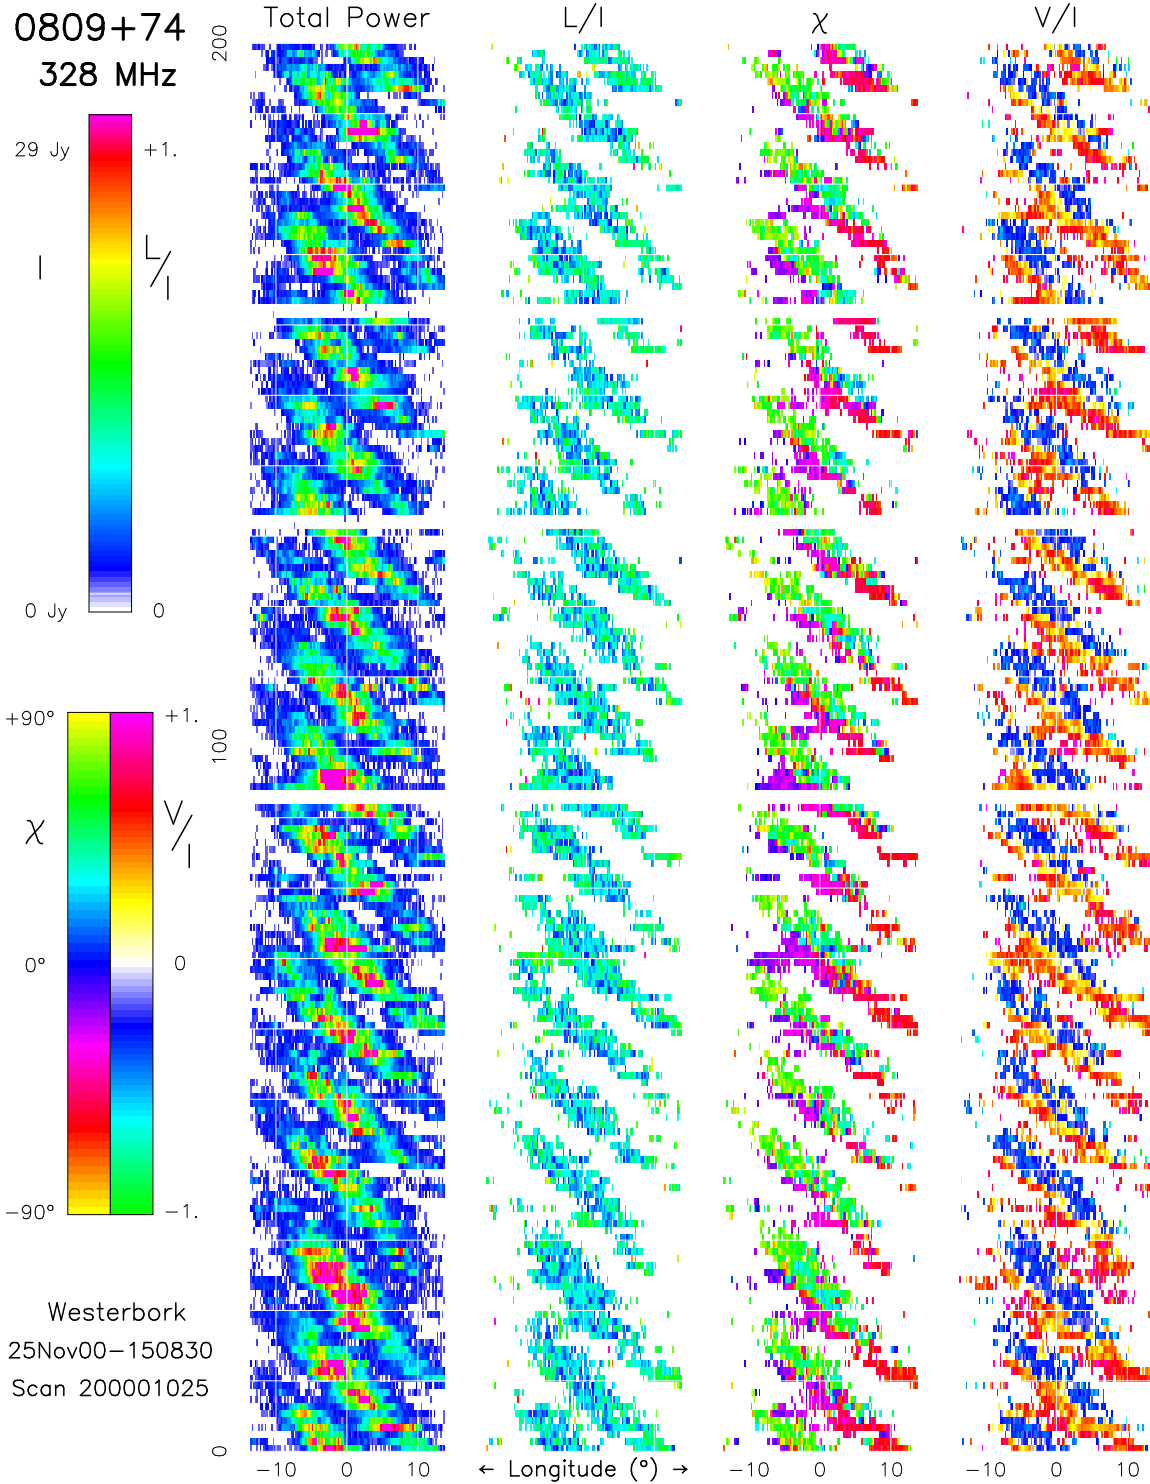 0809+74
328 MHz
Total Power
L/I
χ
V/I
200
100
0
29 Jy
+1.
I
L/I
0 Jy
0
+90°
+1.
χ
V/I
0°
0
−90°
−1.
Westerbork
25Nov00−150830
Scan 200001025
−10 0 10
← Longitude (°) →
−10 0 10
−10 0 10